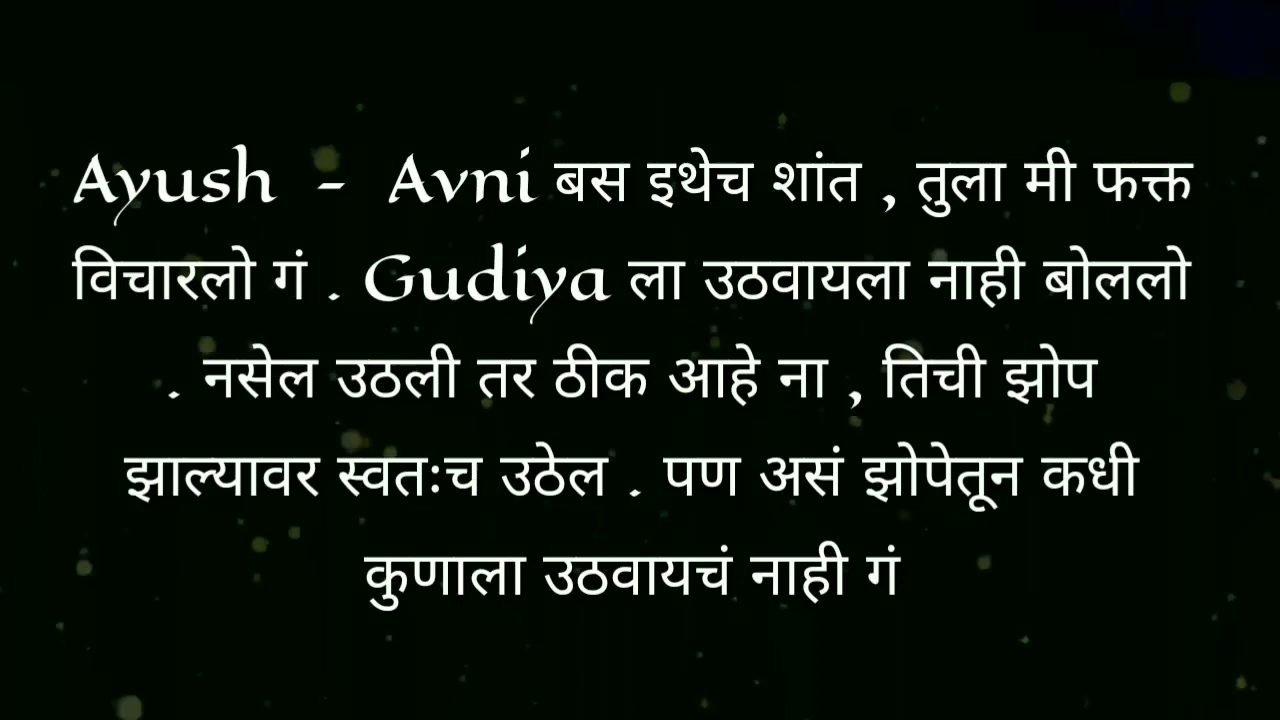 Ayush - Avni बस इथेच शांत , तुला मी फक्त
विचारलो गं . Gudiya ला उठवायला नाही बोललो
. नसेल उठली तर ठीक आहे ना , तिची झोप
झाल्यावर स्वतःच उठेल . पण असं झोपेतून कधी
कुणाला उठवायचं नाही गं